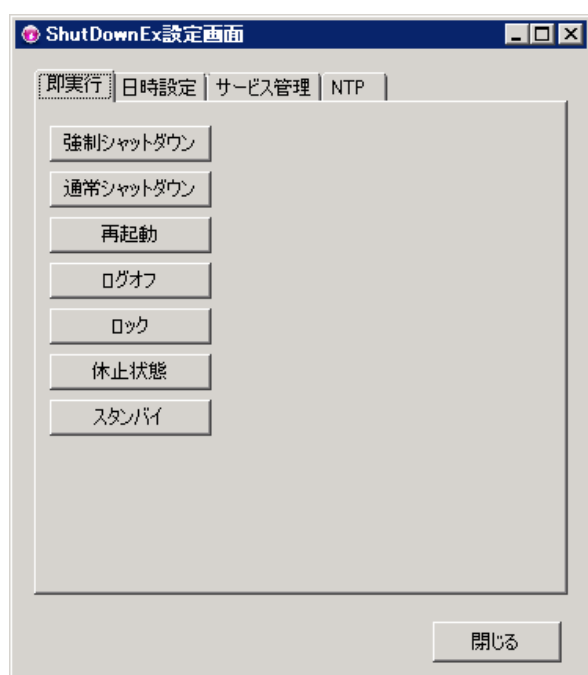 ShutDownEx設定画面
即実行 日時設定 サービス管理 NTP
強制シャットダウン
通常シャットダウン
再起動
ログオフ
ロック
休止状態
スタンバイ
閉じる